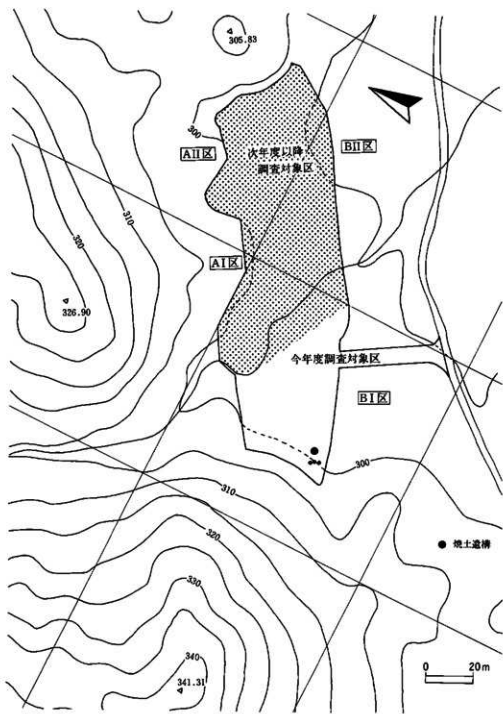 305.83
300
AII区
次年度以降
調査対象区
BII区
310
320
AI区
326.90
今年度調査対象区
BI区
300
310
320
330
340
341.31
焼土遺構
0 20m